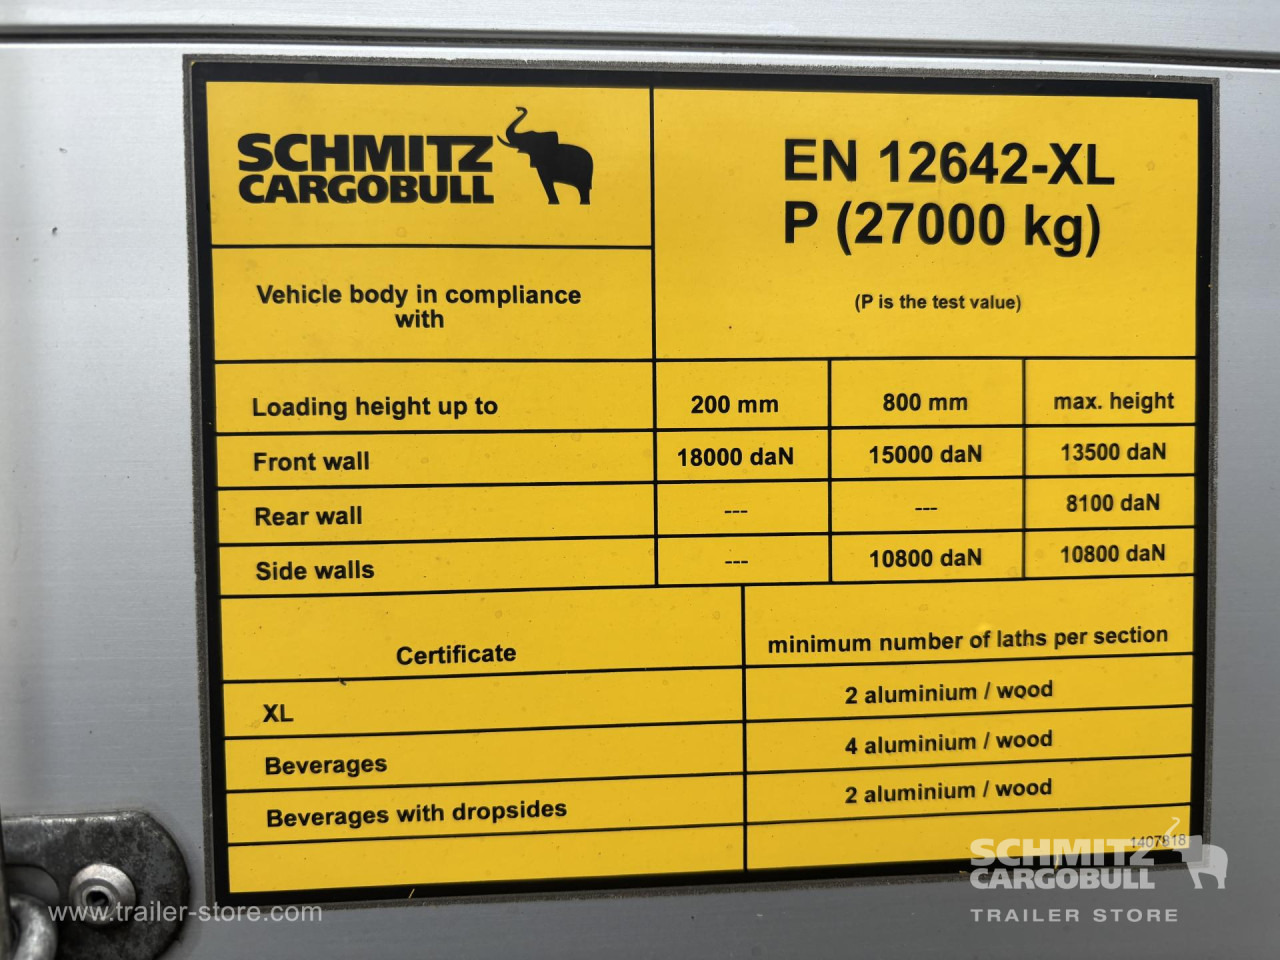 SCHMITZ
CARGOBULL
EN 12642-XL
P (27000 kg)
(P is the test value)
Vehicle body in compliance
with
Loading height up to 200 mm 800 mm max. height
Front wall 18000 daN 15000 daN 13500 daN
Rear wall --- --- 8100 daN
Side walls --- 10800 daN 10800 daN
Certificate minimum number of laths per section
XL 2 aluminium / wood
Beverages 4 aluminium / wood
Beverages with dropsides 2 aluminium / wood
1407818
SCHMITZ
CARGOBULL
TRAILER STORE
www.trailer-store.com